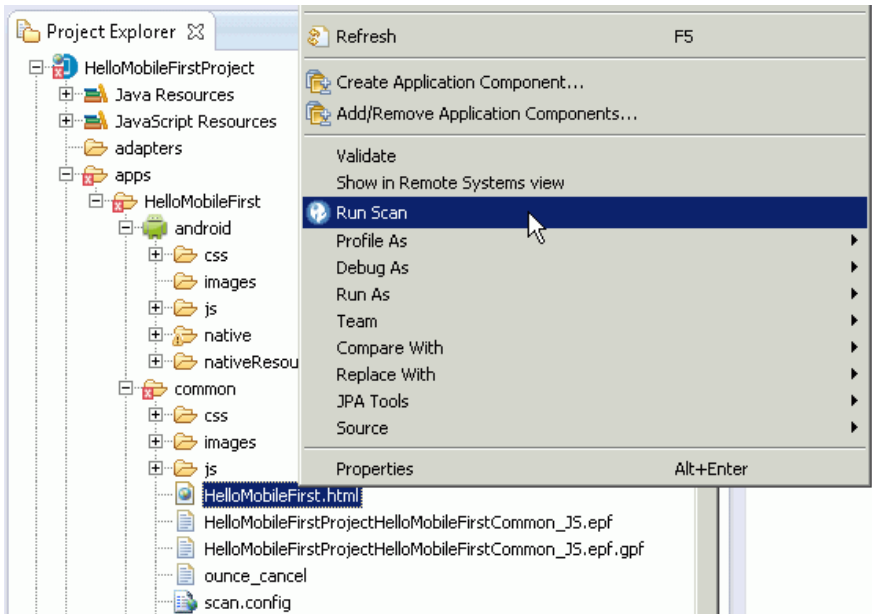 Project Explorer
HelloMobileFirstProject
Java Resources
JavaScript Resources
adapters
apps
HelloMobileFirst
android
css
images
js
native
nativeResou
common
css
images
js
HelloMobileFirst.html
HelloMobileFirstProjectHelloMobileFirstCommon_JS.epf
HelloMobileFirstProjectHelloMobileFirstCommon_JS.epf.gpf
ounce_cancel
scan.config
Refresh F5
Create Application Component...
Add/Remove Application Components...
Validate
Show in Remote Systems view
Run Scan
Profile As
Debug As
Run As
Team
Compare With
Replace With
JPA Tools
Source
Properties Alt+Enter